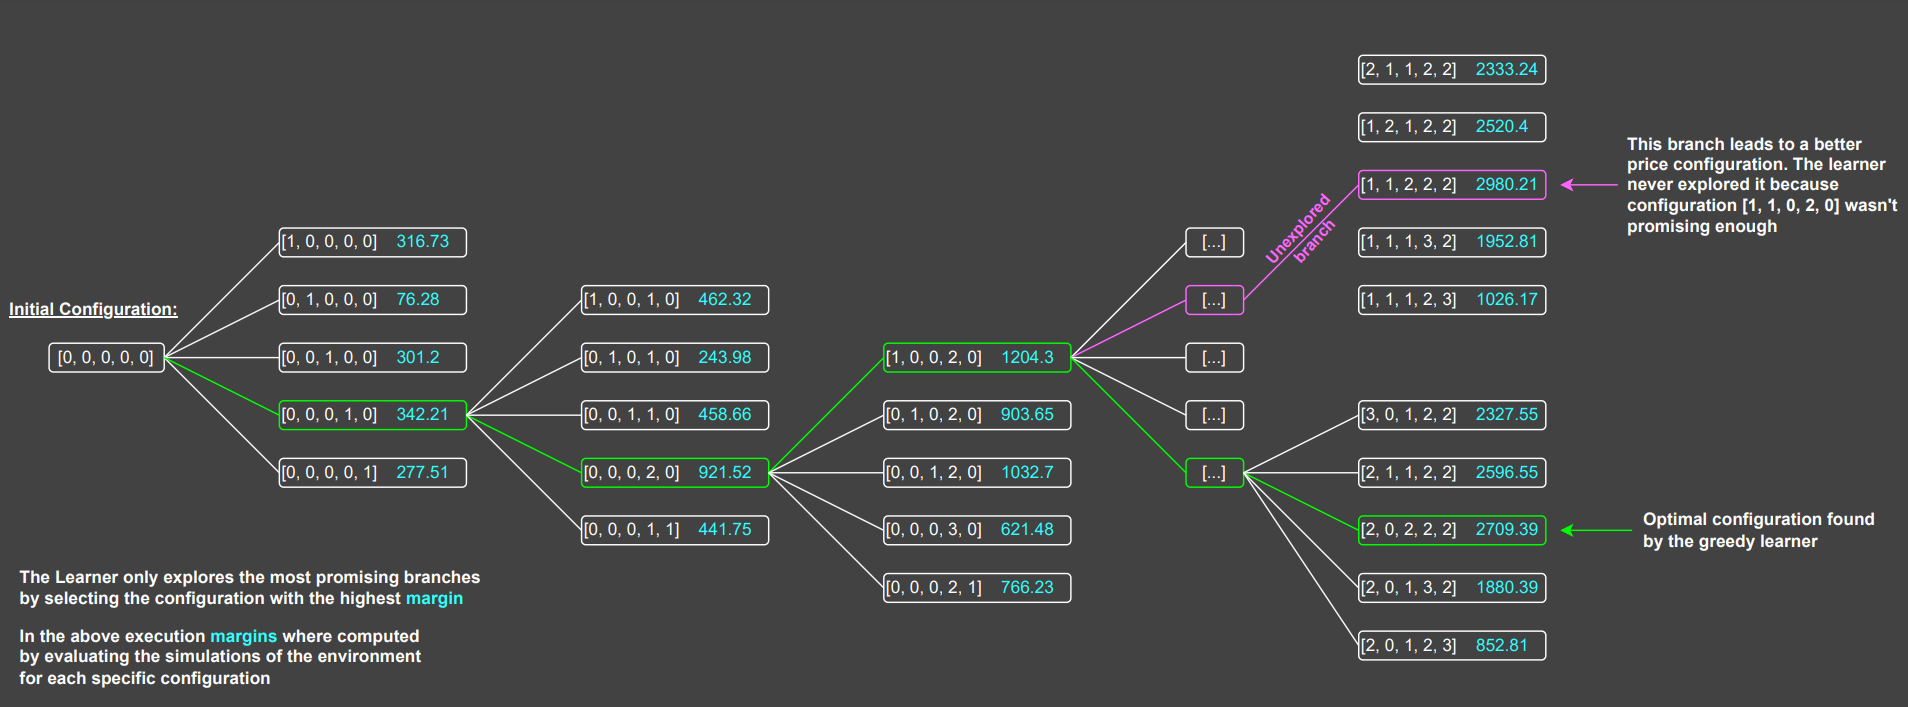 Initial Configuration:
[0, 0, 0, 0, 0]
[1, 0, 0, 0, 0] 316.73
[0, 1, 0, 0, 0] 76.28
[0, 0, 1, 0, 0] 301.2
[0, 0, 0, 1, 0] 342.21
[0, 0, 0, 0, 1] 277.51
[1, 0, 0, 1, 0] 462.32
[0, 1, 0, 1, 0] 243.98
[0, 0, 1, 1, 0] 458.66
[0, 0, 0, 2, 0] 921.52
[0, 0, 0, 1, 1] 441.75
[1, 0, 0, 2, 0] 1204.3
[0, 1, 0, 2, 0] 903.65
[0, 0, 1, 2, 0] 1032.7
[0, 0, 0, 3, 0] 621.48
[0, 0, 0, 2, 1] 766.23
[...]
[...]
[...]
[...]
[...]
Unexplored
branch
[2, 1, 1, 2, 2] 2333.24
[1, 2, 1, 2, 2] 2520.4
[1, 1, 2, 2, 2] 2980.21
[1, 1, 1, 3, 2] 1952.81
[1, 1, 1, 2, 3] 1026.17
[3, 0, 1, 2, 2] 2327.55
[2, 1, 1, 2, 2] 2596.55
[2, 0, 2, 2, 2] 2709.39
[2, 0, 1, 3, 2] 1880.39
[2, 0, 1, 2, 3] 852.81
This branch leads to a better
price configuration. The learner
never explored it because
configuration [1, 1, 0, 2, 0] wasn't
promising enough
Optimal configuration found
by the greedy learner
The Learner only explores the most promising branches
by selecting the configuration with the highest margin
In the above execution margins where computed
by evaluating the simulations of the environment
for each specific configuration